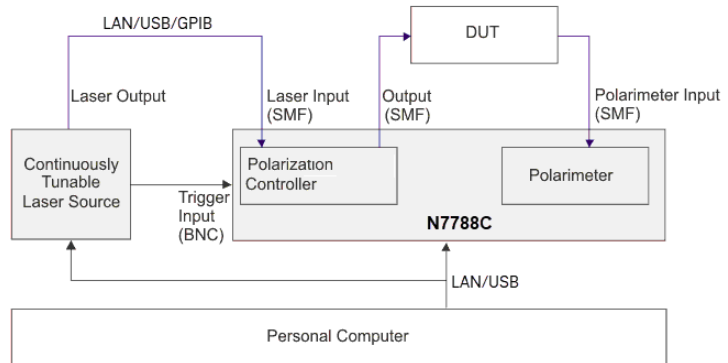 LAN/USB/GPIB
DUT
Laser Output
Laser Input
(SMF)
Output
(SMF)
Polarimeter Input
(SMF)
Continuously
Tunable
Laser Source
Polarization
Controller
Polarimeter
Trigger
Input
(BNC)
N7788C
LAN/USB
Personal Computer